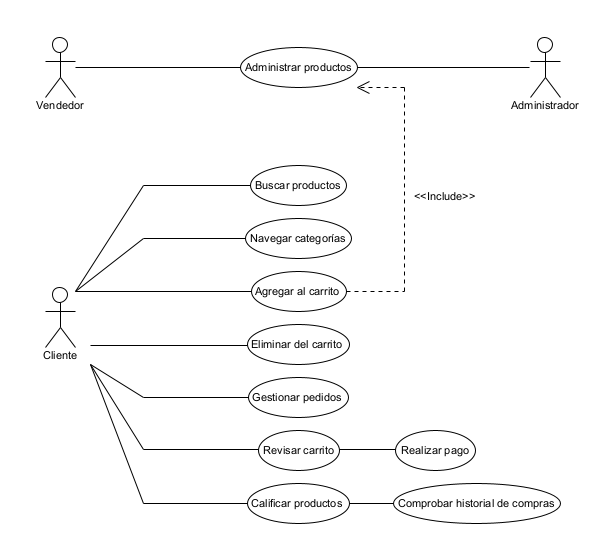 Administrar productos
Vendedor
Administrador
Buscar productos
<<Include>>
Navegar categorías
Agregar al carrito
Eliminar del carrito
Cliente
Gestionar pedidos
Revisar carrito
Realizar pago
Calificar productos
Comprobar historial de compras